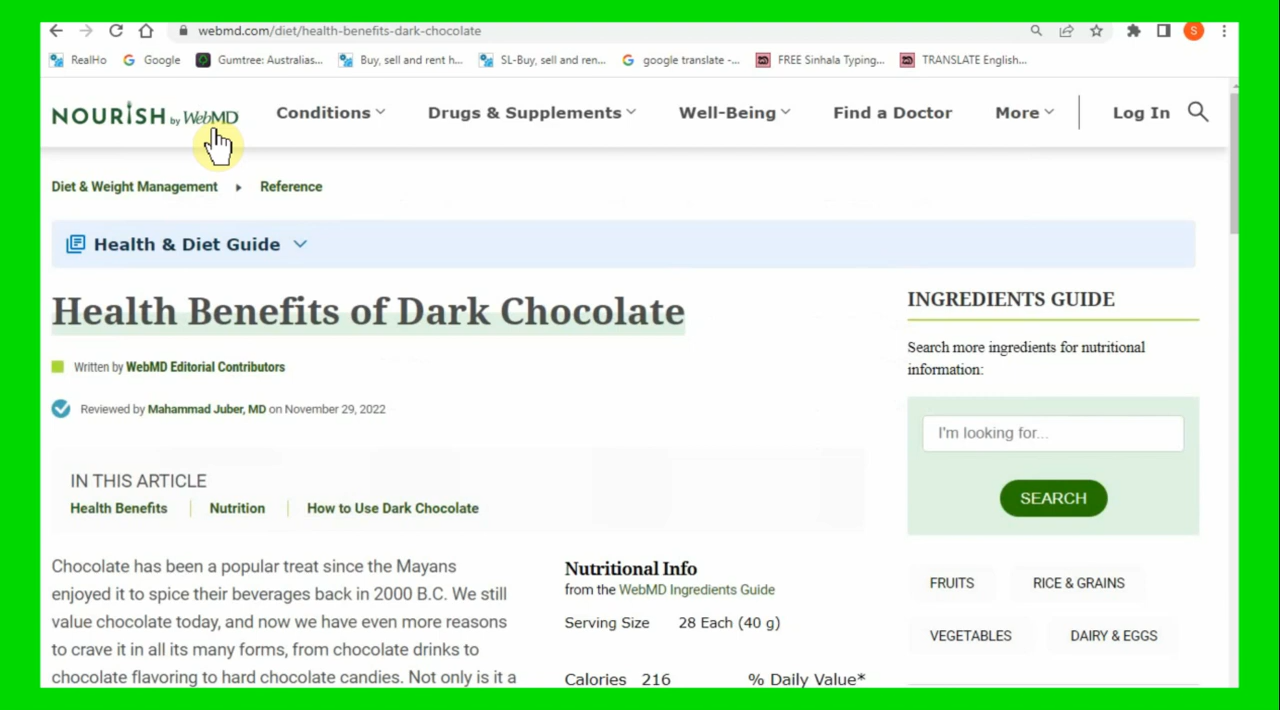 webmd.com/diet/health-benefits-dark-chocolate
S
RealHo
Google
Gumtree: Australias...
Buy, sell and rent h...
SL-Buy, sell and ren...
google translate -...
FREE Sinhala Typing...
TRANSLATE English...
NOURISH by WebMD
Conditions
Drugs & Supplements
Well-Being
Find a Doctor
More
Log In
Diet & Weight Management
Reference
Health & Diet Guide
Health Benefits of Dark Chocolate
Written by WebMD Editorial Contributors
Reviewed by Mahammad Juber, MD on November 29, 2022
IN THIS ARTICLE
Health Benefits
Nutrition
How to Use Dark Chocolate
Chocolate has been a popular treat since the Mayans
enjoyed it to spice their beverages back in 2000 B.C. We still
value chocolate today, and now we have even more reasons
to crave it in all its many forms, from chocolate drinks to
chocolate flavoring to hard chocolate candies. Not only is it a
Nutritional Info
from the WebMD Ingredients Guide
Serving Size 28 Each (40 g)
Calories 216 % Daily Value*
INGREDIENTS GUIDE
Search more ingredients for nutritional
information:
I'm looking for...
SEARCH
FRUITS
RICE & GRAINS
VEGETABLES
DAIRY & EGGS